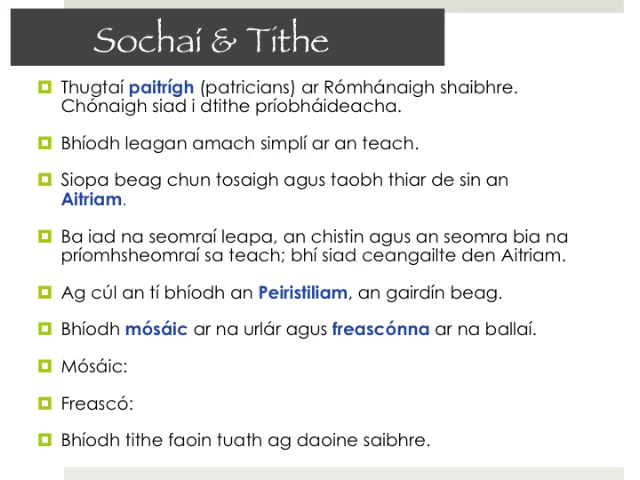 Sochaí & Tithe
Thugtaí paitrígh (patricians) ar Rómhánaigh shaibhre.
Chónaigh siad i dtithe príobháideacha.
Bhíodh leagan amach simplí ar an teach.
Siopa beag chun tosaigh agus taobh thiar de sin an
Aitriam.
Ba iad na seomraí leapa, an chistin agus an seomra bia na
príomhsheomraí sa teach; bhí siad ceangailte den Aitriam.
Ag cúl an tí bhíodh an Peiristiliam, an gairdín beag.
Bhíodh mósáic ar na urlár agus freascónna ar na ballaí.
Mósáic:
Freascó:
Bhíodh tithe faoin tuath ag daoine saibhre.